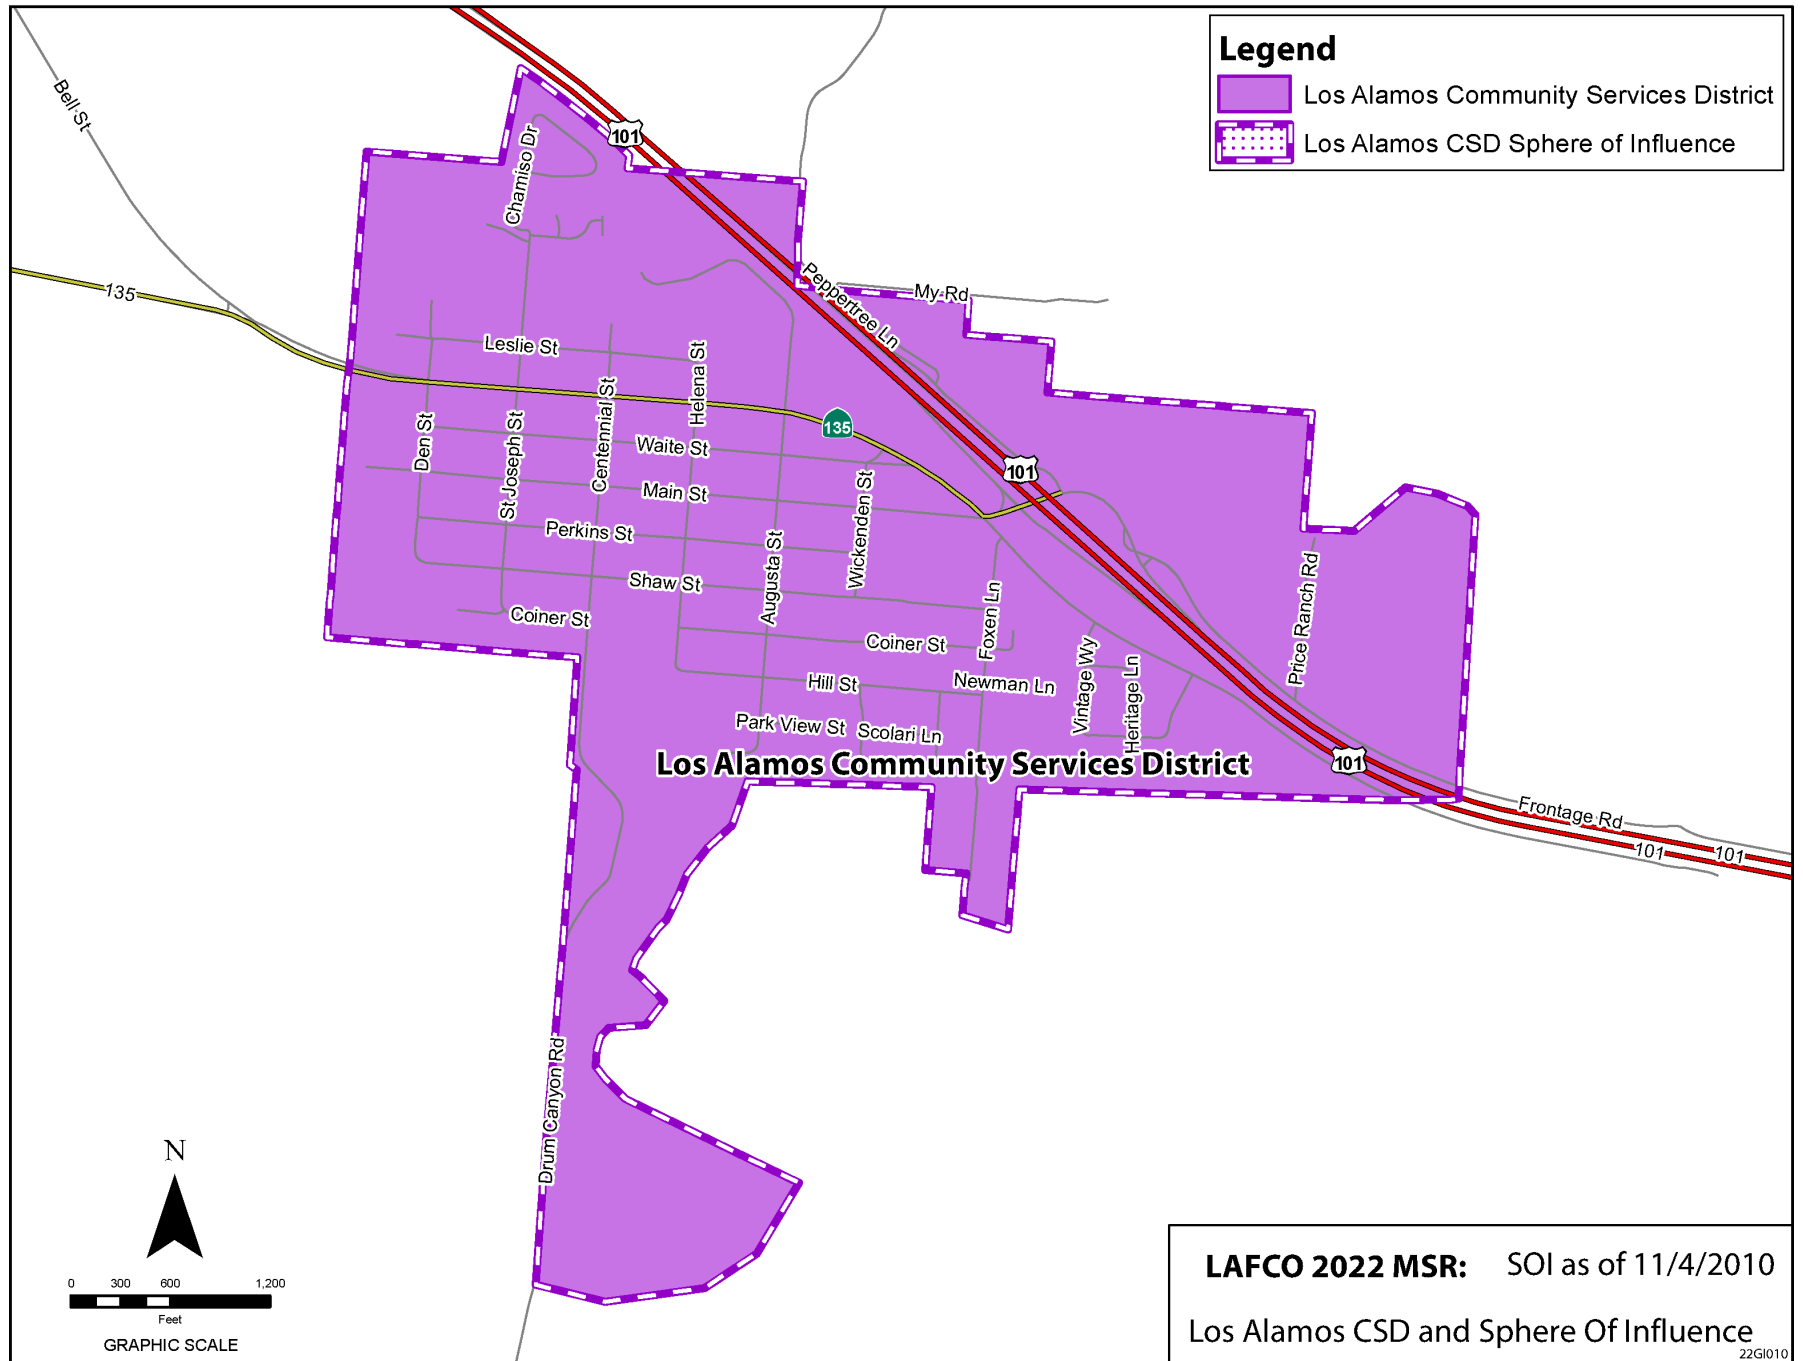 Legend
Los Alamos Community Services District
Los Alamos CSD Sphere of Influence
Bell St
101
Chamiso Dr
135
Peppertree Ln
My Rd
Leslie St
Helena St
Centennial St
135
Den St
St Joseph St
Waite St
101
Main St
Wickenden St
Perkins St
Augusta St
Shaw St
Foxen Ln
Price Ranch Rd
Coiner St
Coiner St
Vintage Wy
Heritage Ln
Hill St
Newman Ln
Park View St
Scolari Ln
Los Alamos Community Services District
101
Frontage Rd
101
101
Drum Canyon Rd
N
0 300 600 1,200
Feet
GRAPHIC SCALE
LAFCO 2022 MSR: SOI as of 11/4/2010
Los Alamos CSD and Sphere Of Influence
22GI010